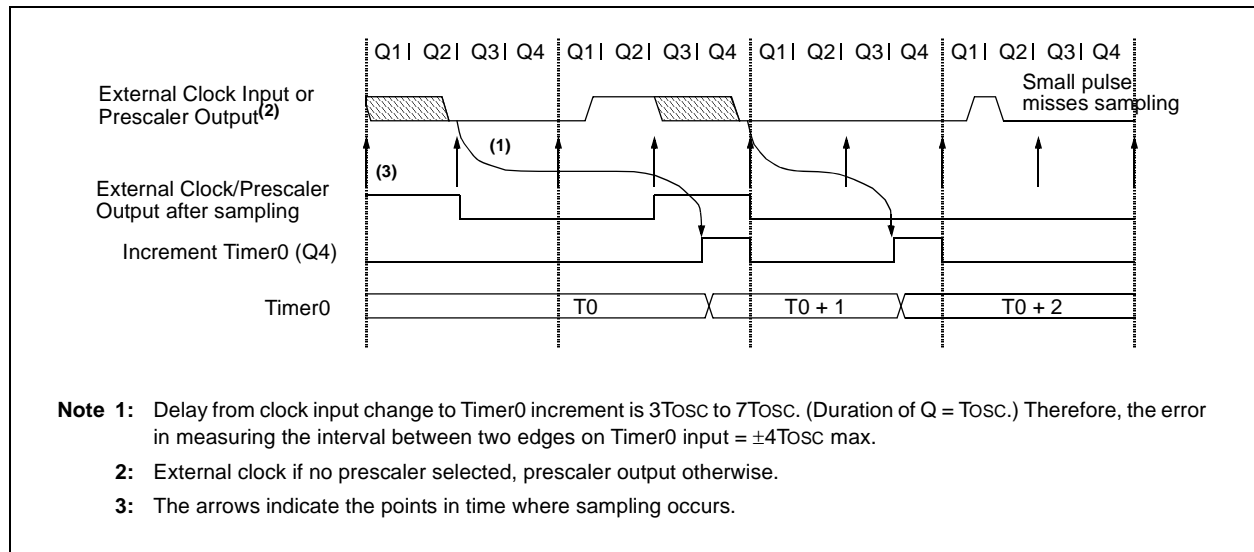 Q1 Q2 Q3 Q4 Q1 Q2 Q3 Q4 Q1 Q2 Q3 Q4 Q1 Q2 Q3 Q4
External Clock Input or
Prescaler Output(2)
Small pulse
misses sampling
(1)
(3)
External Clock/Prescaler
Output after sampling
Increment Timer0 (Q4)
Timer0 T0 T0 + 1 T0 + 2
Note 1: Delay from clock input change to Timer0 increment is 3TOSC to 7TOSC. (Duration of Q = TOSC.) Therefore, the error
in measuring the interval between two edges on Timer0 input = ±4TOSC max.
2: External clock if no prescaler selected, prescaler output otherwise.
3: The arrows indicate the points in time where sampling occurs.